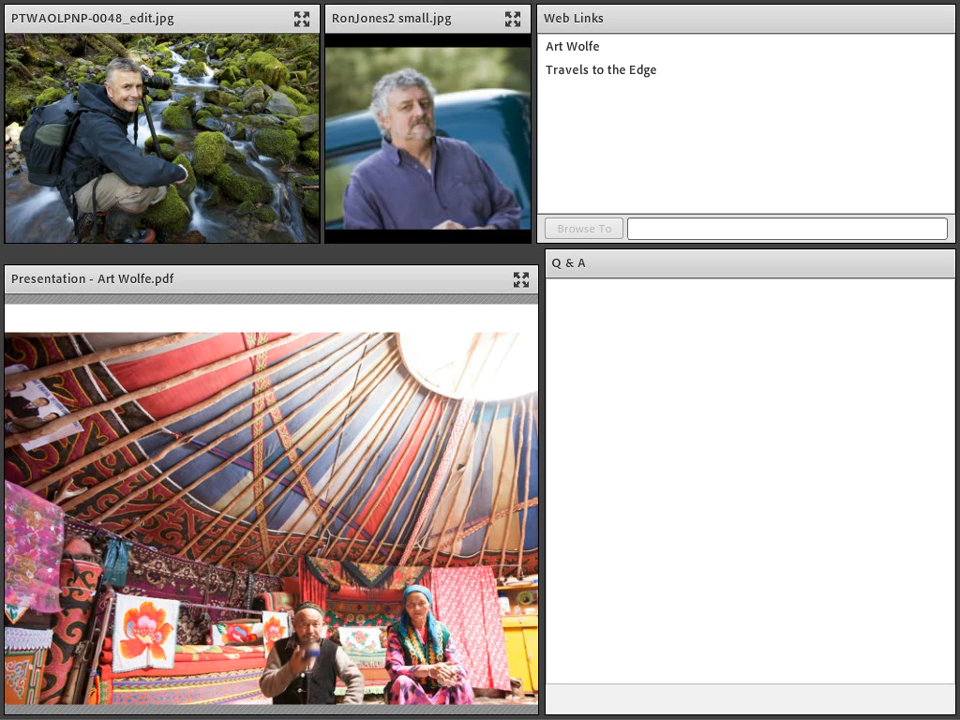 PTWAOLPNP-0048_edit.jpg
RonJones2 small.jpg
Web Links
Art Wolfe
Travels to the Edge
Browse To
Presentation - Art Wolfe.pdf
Q & A